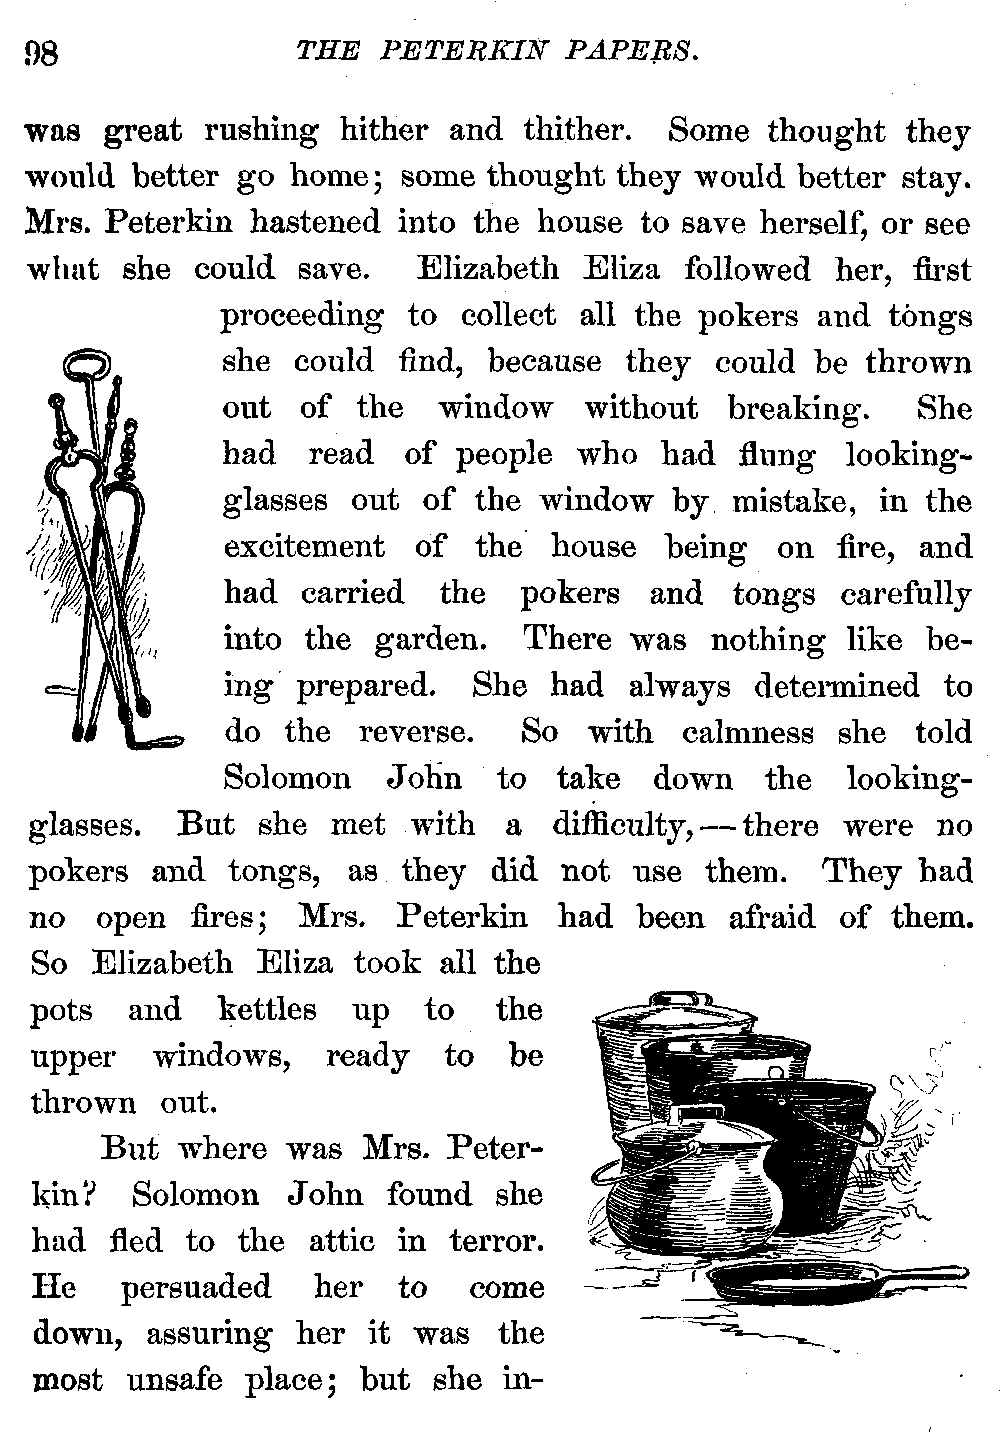 98
THE PETERKIN PAPERS.
was great rushing hither and thither. Some thought they
would better go home; some thought they would better stay.
Mrs. Peterkin hastened into the house to save herself, or see
what she could save. Elizabeth Eliza followed her, first
proceeding to collect all the pokers and tongs
she could find, because they could be thrown
out of the window without breaking. She
had read of people who had flung looking-
glasses out of the window by mistake, in the
excitement of the house being on fire, and
had carried the pokers and tongs carefully
into the garden. There was nothing like be-
ing prepared. She had always determined to
do the reverse. So with calmness she told
Solomon John to take down the looking-
glasses. But she met with a difficulty,—there were no
pokers and tongs, as they did not use them. They had
no open fires; Mrs. Peterkin had been afraid of them.
So Elizabeth Eliza took all the
pots and kettles up to the
upper windows, ready to be
thrown out.
But where was Mrs. Peter-
kin? Solomon John found she
had fled to the attic in terror.
He persuaded her to come
down, assuring her it was the
most unsafe place; but she in-